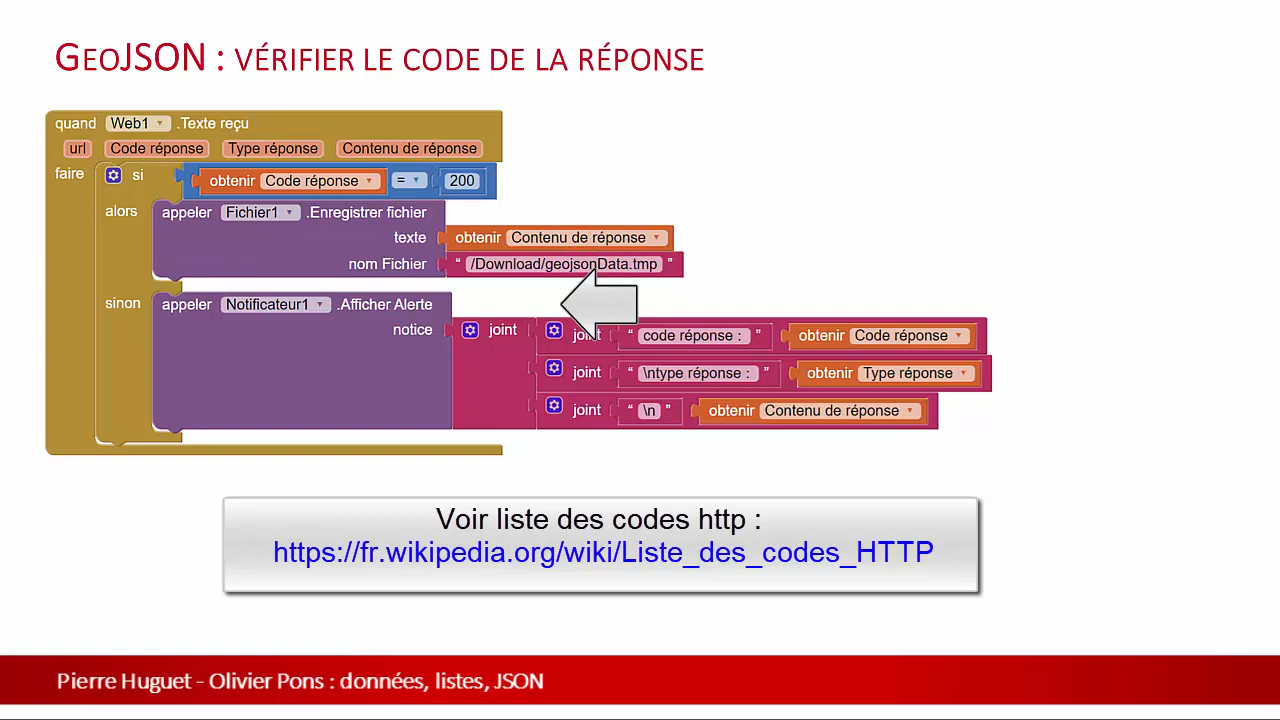 GEOJSON : VÉRIFIER LE CODE DE LA RÉPONSE
quand Web1 .Texte reçu
url Code réponse Type réponse Contenu de réponse
faire si obtenir Code réponse = 200
alors appeler Fichier1 .Enregistrer fichier
texte obtenir Contenu de réponse
nom Fichier “ /Download/geojsonData.tmp ”
sinon appeler Notificateur1 .Afficher Alerte
notice joint joint “ code réponse : ” obtenir Code réponse
joint “ \ntype réponse : ” obtenir Type réponse
joint “ \n ” obtenir Contenu de réponse
Voir liste des codes http :
https://fr.wikipedia.org/wiki/Liste_des_codes_HTTP
Pierre Huguet - Olivier Pons : données, listes, JSON